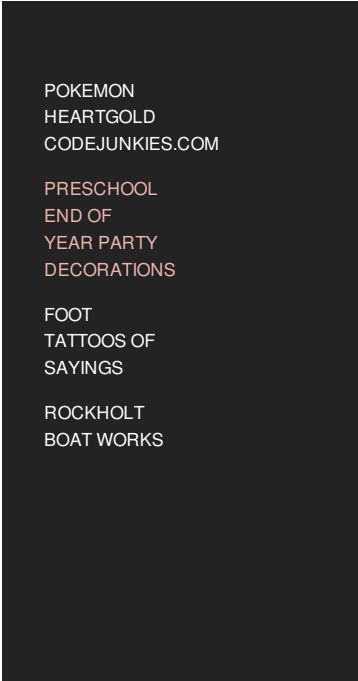 POKEMON
HEARTGOLD
CODEJUNKIES.COM
PRESCHOOL
END OF
YEAR PARTY
DECORATIONS
FOOT
TATTOOS OF
SAYINGS
ROCKHOLT
BOAT WORKS